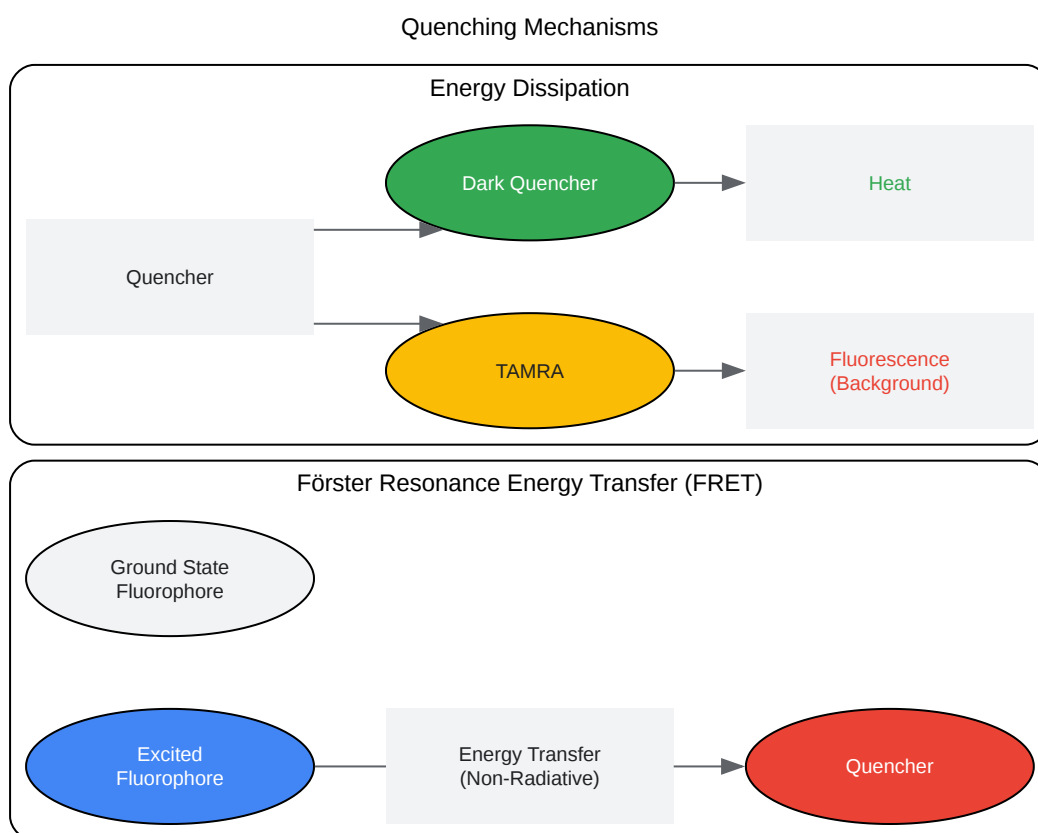 Quenching Mechanisms
Energy Dissipation
Dark Quencher
Heat
Quencher
TAMRA
Fluorescence
(Background)
Förster Resonance Energy Transfer (FRET)
Ground State
Fluorophore
Excited
Fluorophore
Energy Transfer
(Non-Radiative)
Quencher